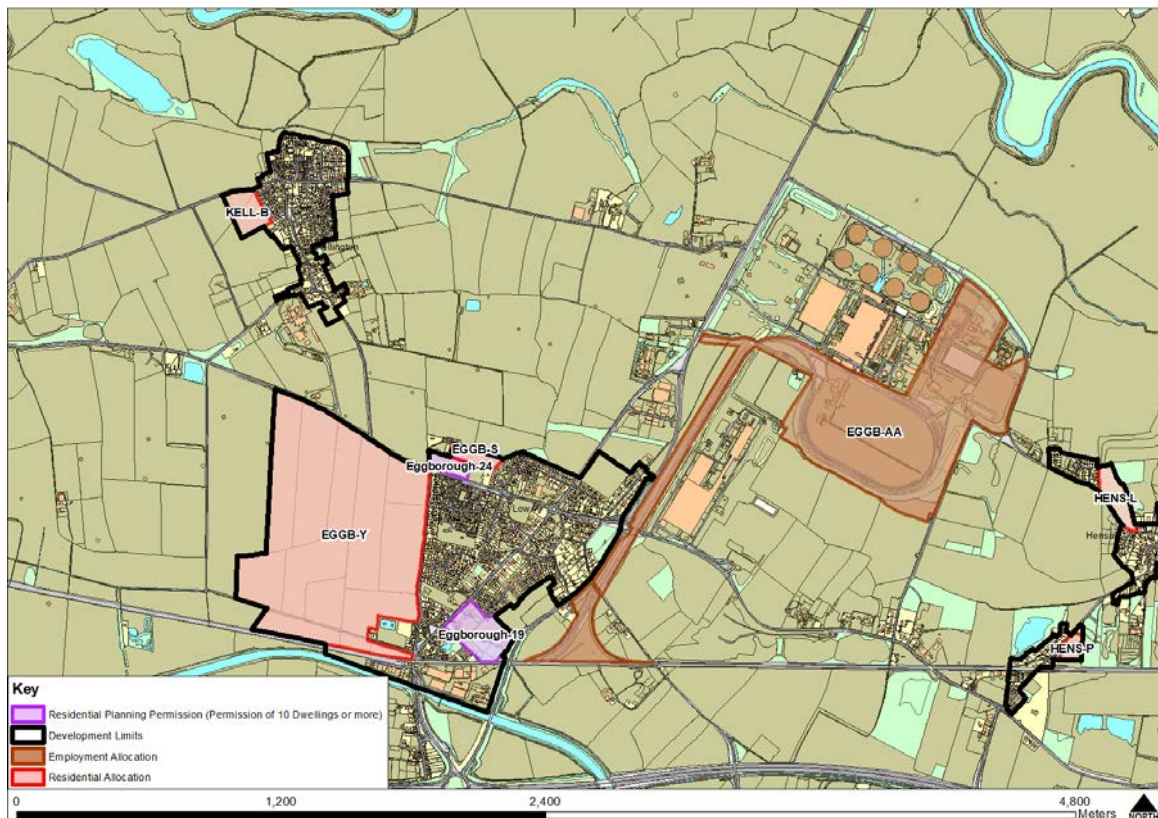 KELL-B
EGGB-S
Eggborough-24
EGGB-AA
Low
EGGB-Y
HENS-L
Eggborough-19
HENS-P
Key
Residential Planning Permission (Permission of 10 Dwellings or more)
Development Limits
Employment Allocation
Residential Allocation
0 1,200 2,400 4,800
Meters
NORTH